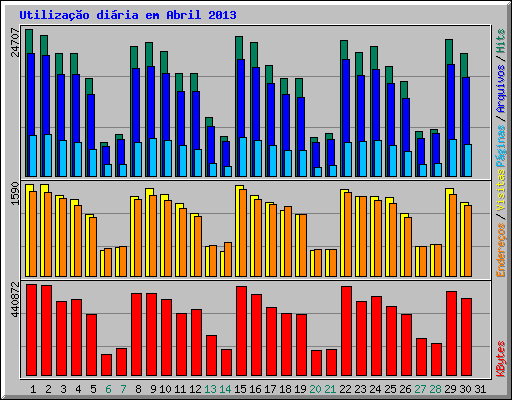 Utilização diária em Abril 2013
24707
1590
440872
Hits
Arquivos /
Páginas /
Visitas
Endereços /
KBytes
1 2 3 4 5 6 7 8 9 10 11 12 13 14 15 16 17 18 19 20 21 22 23 24 25 26 27 28 29 30 31